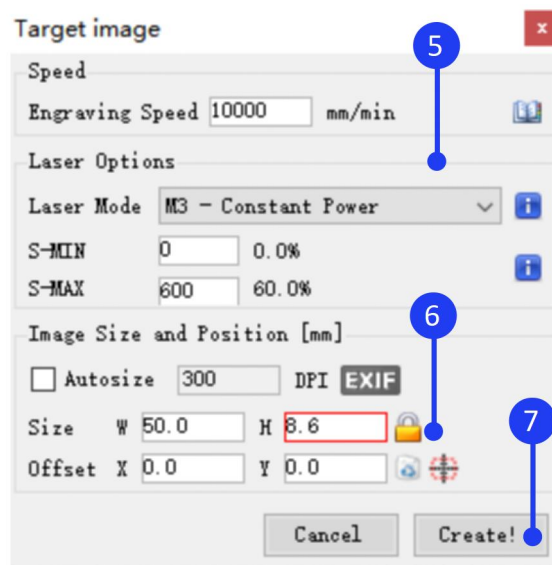 Target image
x
5
Speed
Engraving Speed 10000 mm/min
Laser Options
Laser Mode M3 - Constant Power
S-MIN 0 0.0%
S-MAX 600 60.0%
6
Image Size and Position [mm]
Autosize 300 DPI EXIF
7
Size W 50.0 H 8.6
Offset X 0.0 Y 0.0
Cancel Create!